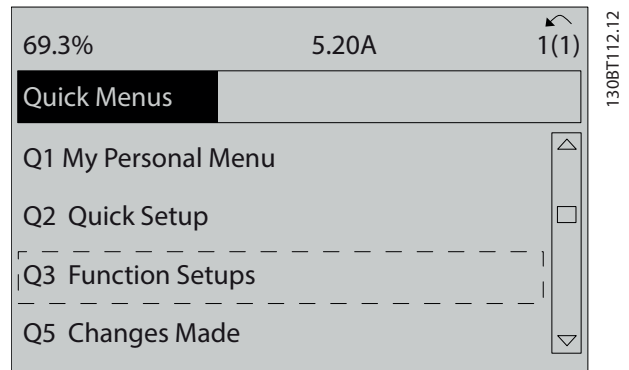 69.3% 5.20A 1(1)
Quick Menus
Q1 My Personal Menu
Q2 Quick Setup
Q3 Function Setups
Q5 Changes Made
130BT112.12